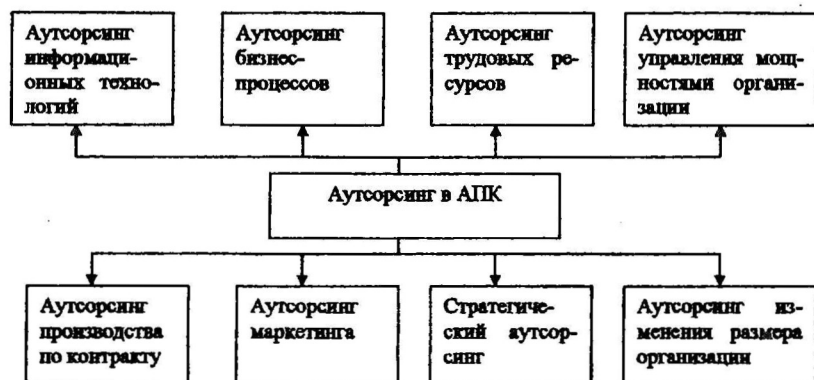 Аутсорсинг
информаци-
онных техно-
логий
Аутсорсинг
бизнес-
процессов
Аутсорсинг
трудовых ре-
сурсов
Аутсорсинг
управления мощ-
ностями органи-
зации
Аутсорсинг в АПК
Аутсорсинг
производства
по контракту
Аутсорсинг
маркетинга
Стратегиче-
ский аутсор-
синг
Аутсорсинг из-
менения размера
организации